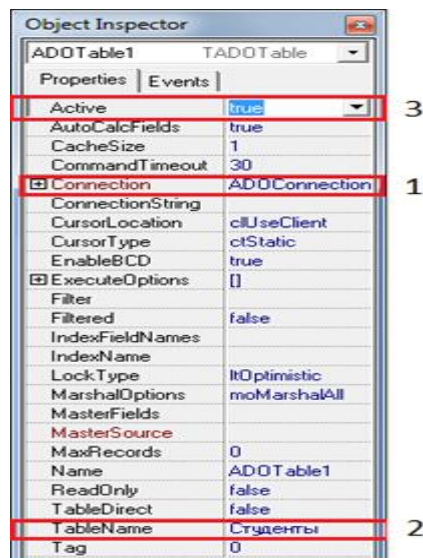 Object Inspector
ADOTable1 TADOTable
Properties Events
Active true 3
AutoCalcFields true
CacheSize 1
CommandTimeout 30
Connection ADOConnection 1
ConnectionString
CursorLocation clUseClient
CursorType ctStatic
EnableBCD true
ExecuteOptions []
Filter
Filtered false
IndexFieldNames
IndexName
LockType ltOptimistic
MarshalOptions moMarshalAll
MasterFields
MasterSource
MaxRecords 0
Name ADOTable1
ReadOnly false
TableDirect false
TableName Студенты 2
Tag 0